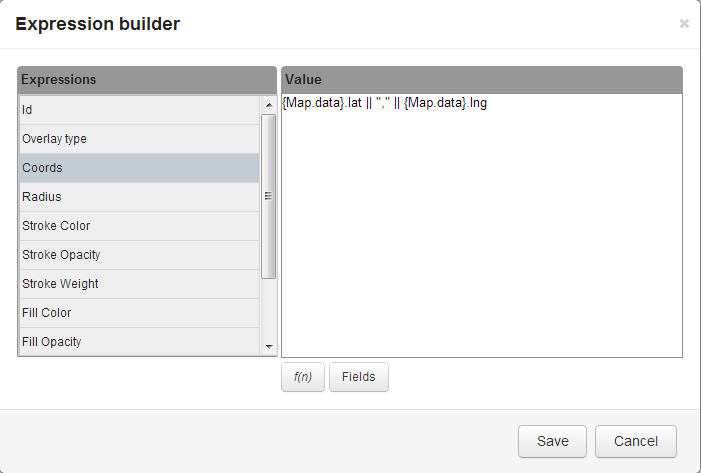 Expression builder
×
Expressions
Value
Id
Overlay type
Coords
Radius
Stroke Color
Stroke Opacity
Stroke Weight
Fill Color
Fill Opacity
{Map.data}.lat || "," || {Map.data}.lng
f(n)
Fields
Save
Cancel